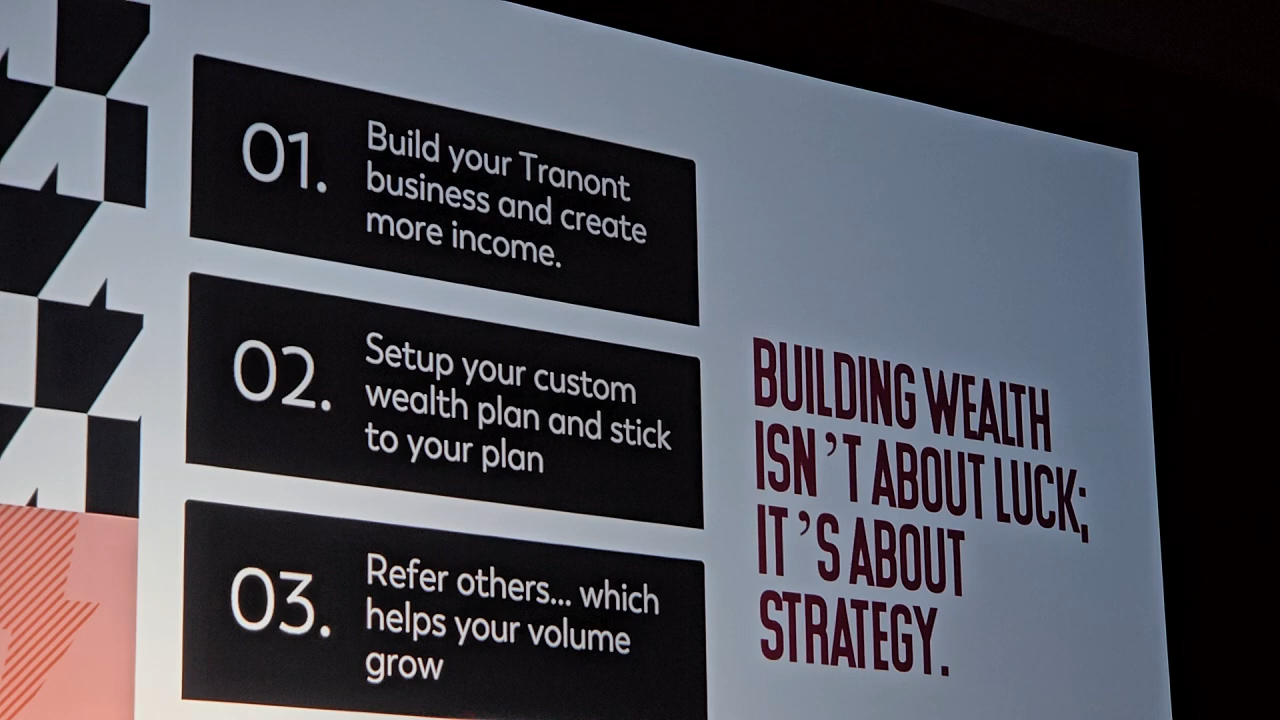 01.
Build your Tranont
business and create
more income.
02.
Setup your custom
wealth plan and stick
to your plan
03.
Refer others... which
helps your volume
grow
BUILDING WEALTH
ISN'T ABOUT LUCK;
IT'S ABOUT
STRATEGY.